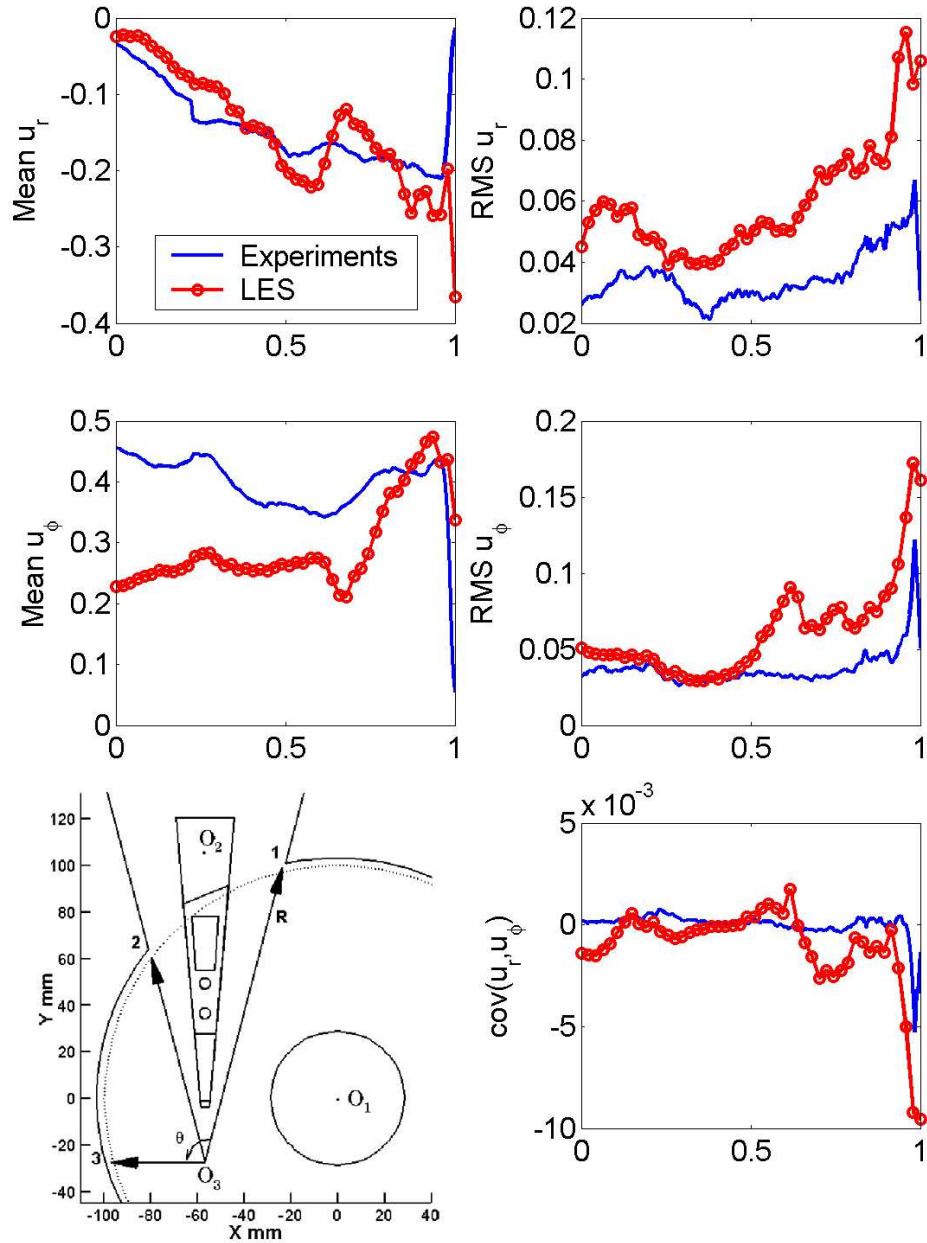 0
-0.1
-0.2
-0.3
-0.4
Mean u_r
Experiments
LES
0 0.5 1
0.12
0.1
0.08
0.06
0.04
0.02
RMS u_r
0 0.5 1
0.5
0.4
0.3
0.2
0.1
0
Mean u_ϕ
0 0.5 1
0.2
0.15
0.1
0.05
0
RMS u_ϕ
0 0.5 1
120
100
80
60
40
20
0
-20
-40
Y mm
O_2
1
R
2
O_1
θ
3
O_3
-100 -80 -60 -40 -20 0 20 40
X mm
x 10^-3
5
0
-5
-10
cov(u_r,u_ϕ)
0 0.5 1